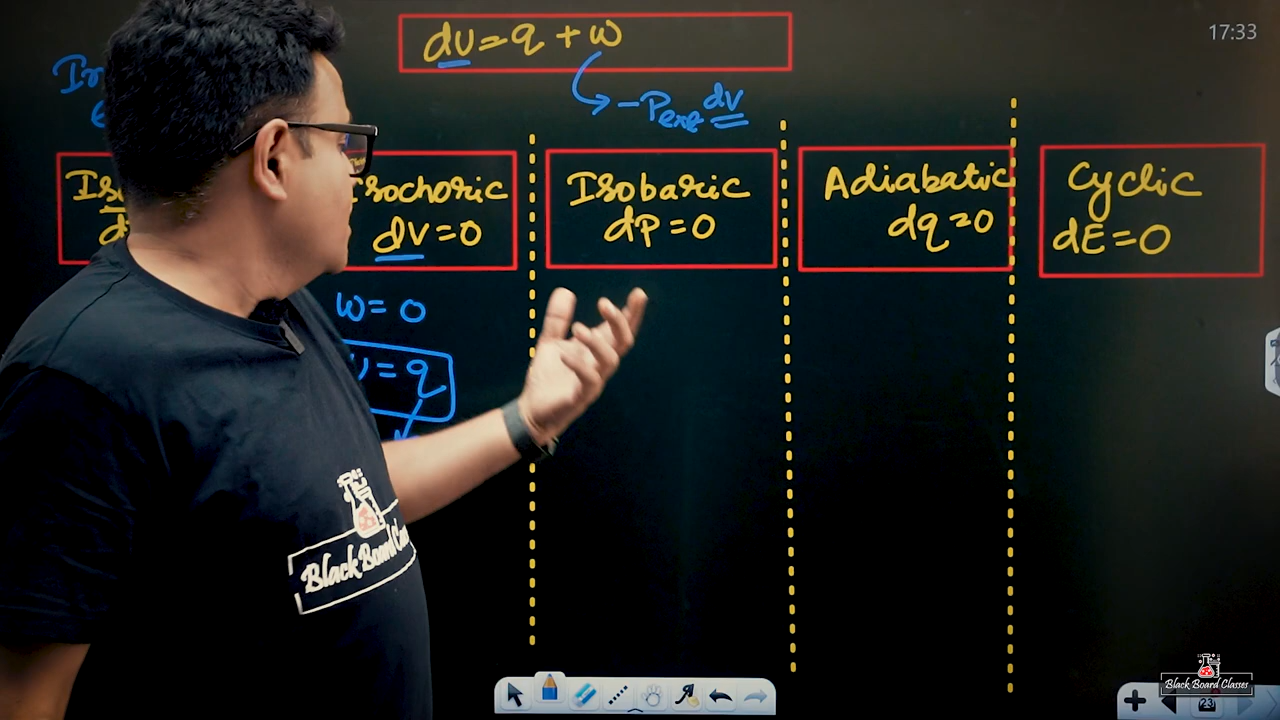 17:33
dU = q + w
- Pext dV
Isochoric
dV = 0
Isobaric
dP = 0
Adiabatic
dq = 0
Cyclic
dE = 0
w = 0
= q
Black Board
Black Board Classes
23